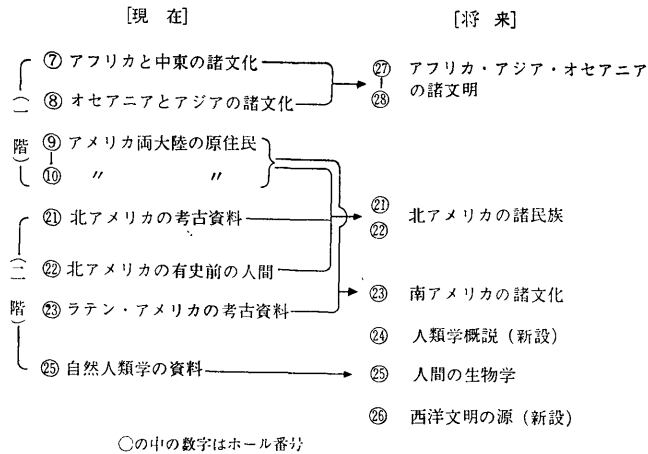 [現 在]
[将 来]
(一階)
⑦ アフリカと中東の諸文化
⑧ オセアニアとアジアの諸文化
⑨ アメリカ両大陸の原住民
⑩ 〃 〃
(二階)
㉑ 北アメリカの考古資料
㉒ 北アメリカの有史前の人間
㉓ ラテン・アメリカの考古資料
㉕ 自然人類学の資料
㉗ アフリカ・アジア・オセアニア
㉘ の諸文明
㉑
㉒ 北アメリカの諸民族
㉓ 南アメリカの諸文化
㉔ 人類学概説(新設)
㉕ 人間の生物学
㉖ 西洋文明の源(新設)
○の中の数字はホール番号